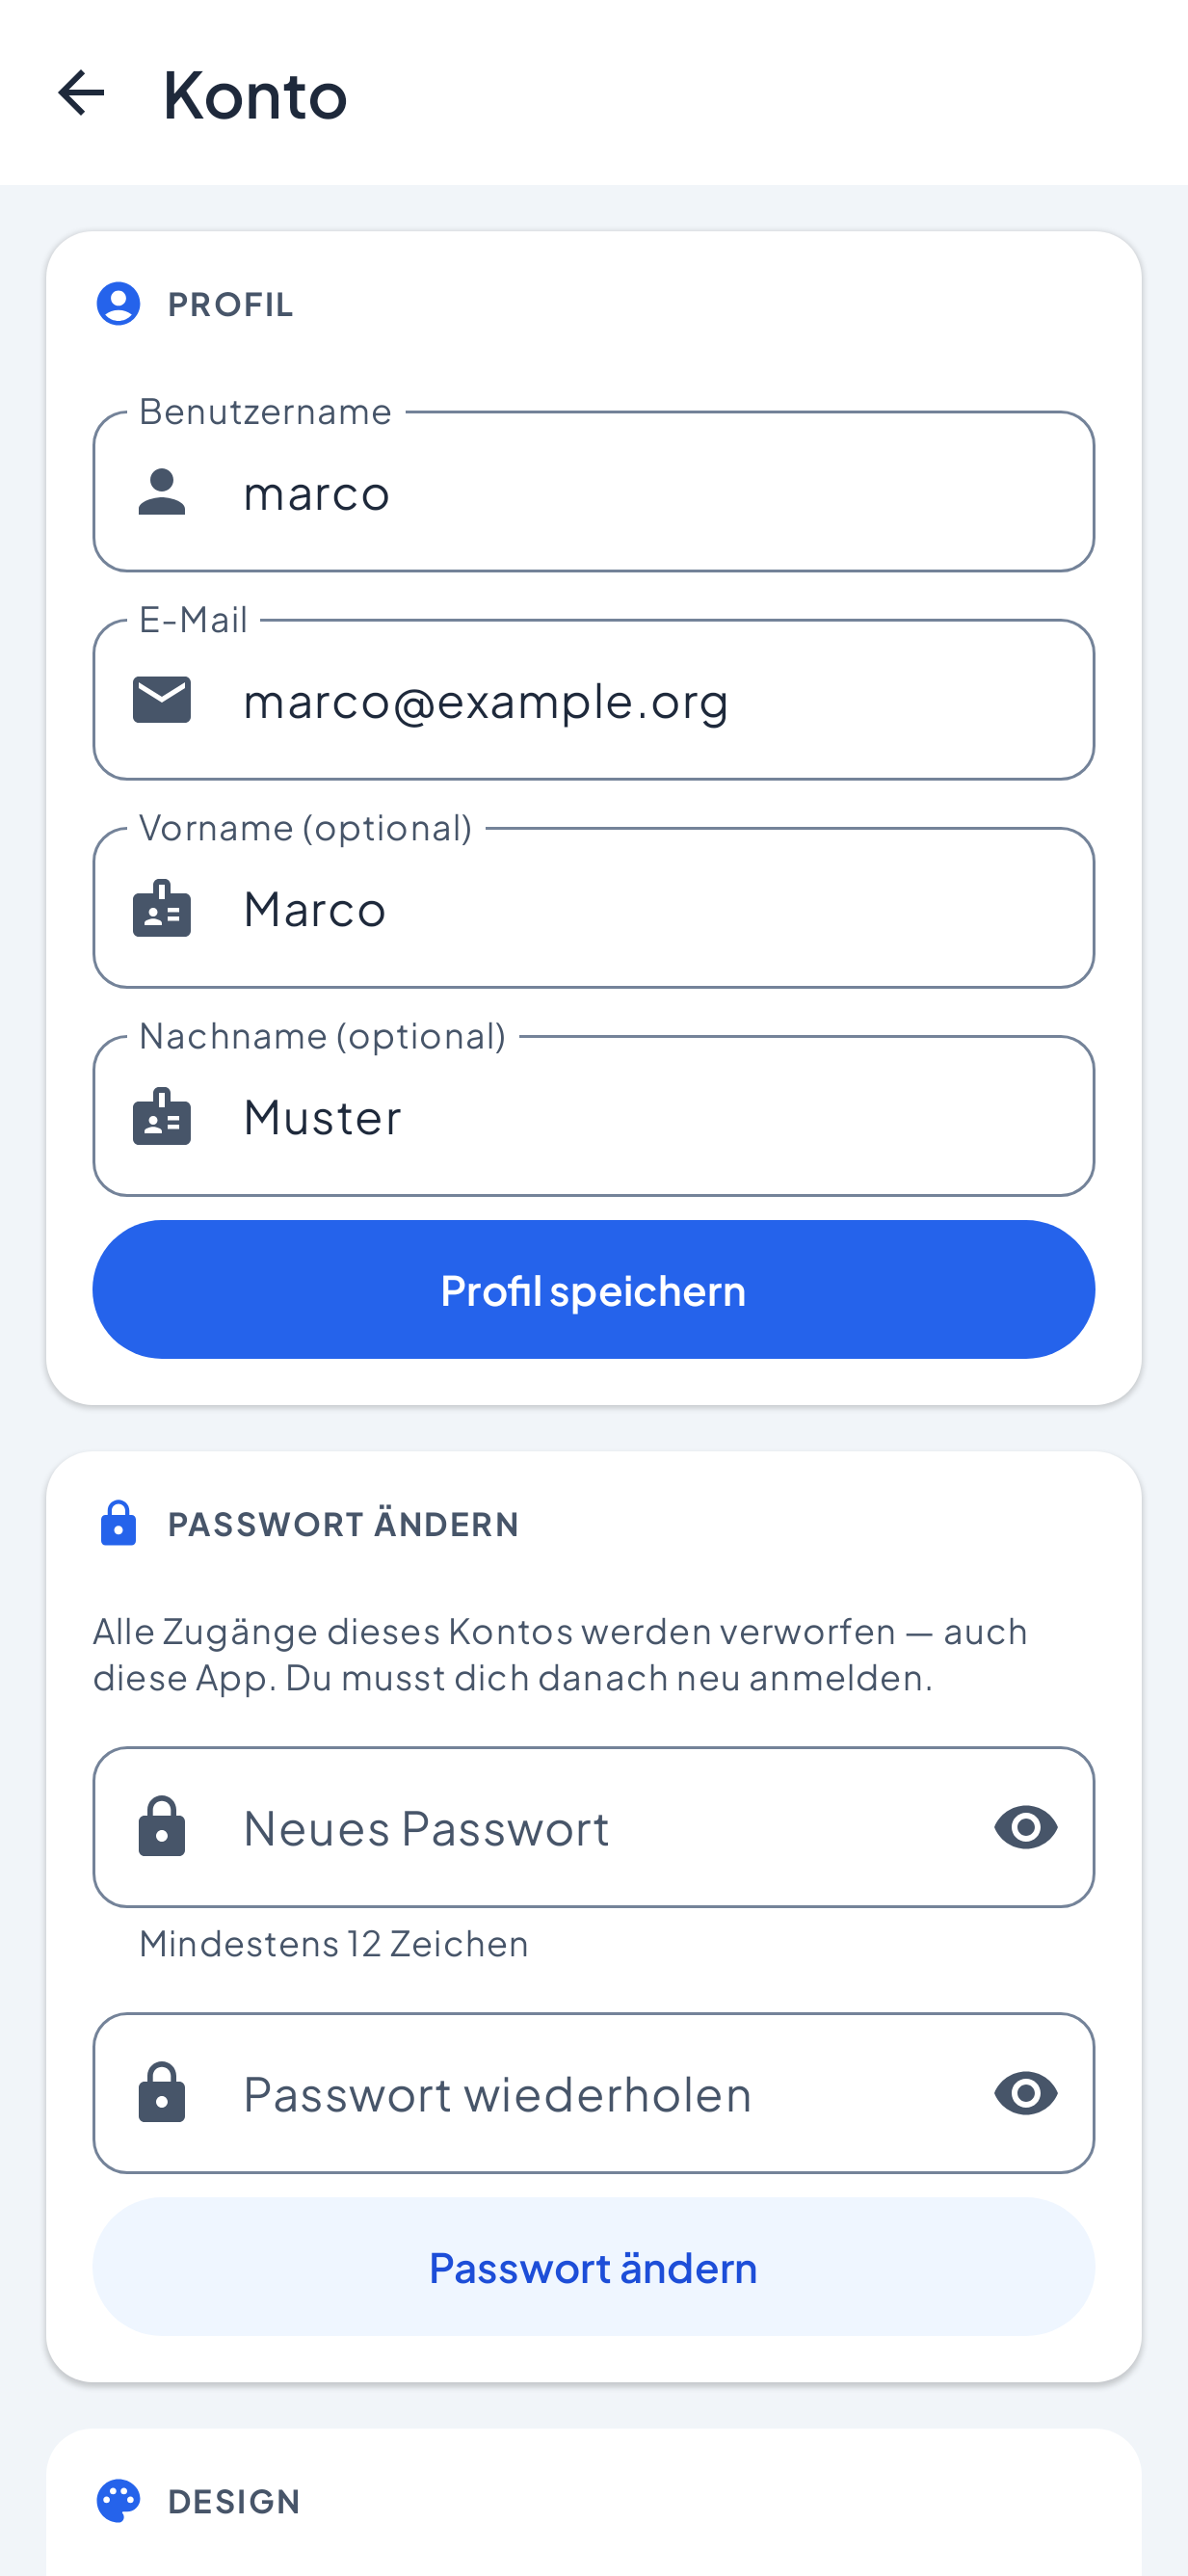 Konto
PROFIL
Benutzername
marco
E-Mail
marco@example.org
Vorname (optional)
Marco
Nachname (optional)
Muster
Profil speichern
PASSWORT ÄNDERN
Alle Zugänge dieses Kontos werden verworfen — auch
diese App. Du musst dich danach neu anmelden.
Neues Passwort
Mindestens 12 Zeichen
Passwort wiederholen
Passwort ändern
DESIGN